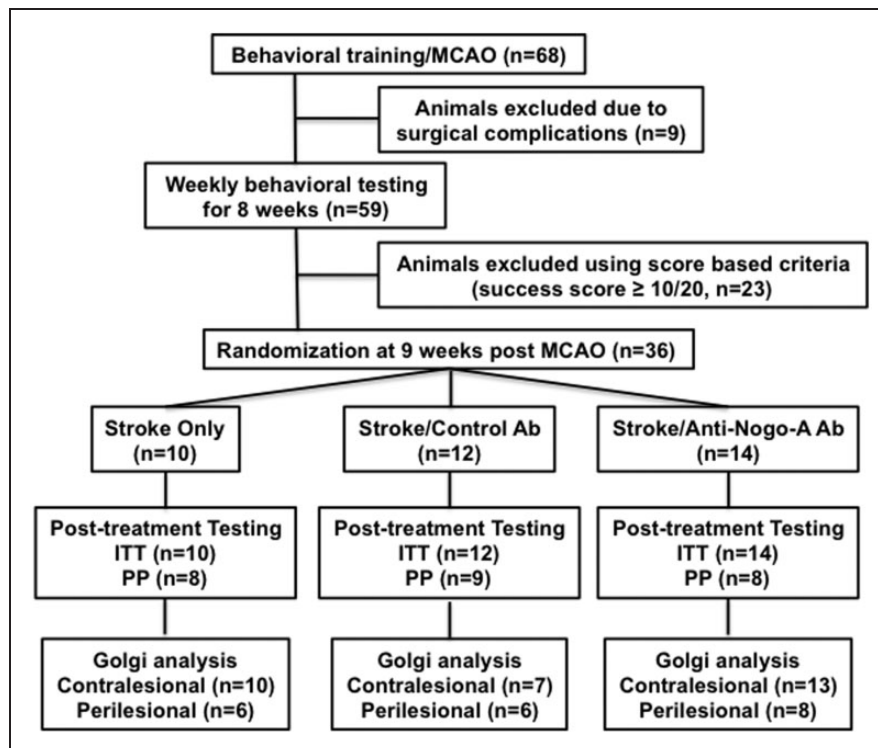 Behavioral training/MCAO (n=68)
Animals excluded due to
surgical complications (n=9)
Weekly behavioral testing
for 8 weeks (n=59)
Animals excluded using score based criteria
(success score ≥ 10/20, n=23)
Randomization at 9 weeks post MCAO (n=36)
Stroke Only
(n=10)
Stroke/Control Ab
(n=12)
Stroke/Anti-Nogo-A Ab
(n=14)
Post-treatment Testing
ITT (n=10)
PP (n=8)
Post-treatment Testing
ITT (n=12)
PP (n=9)
Post-treatment Testing
ITT (n=14)
PP (n=8)
Golgi analysis
Contralesional (n=10)
Perilesional (n=6)
Golgi analysis
Contralesional (n=7)
Perilesional (n=6)
Golgi analysis
Contralesional (n=13)
Perilesional (n=8)